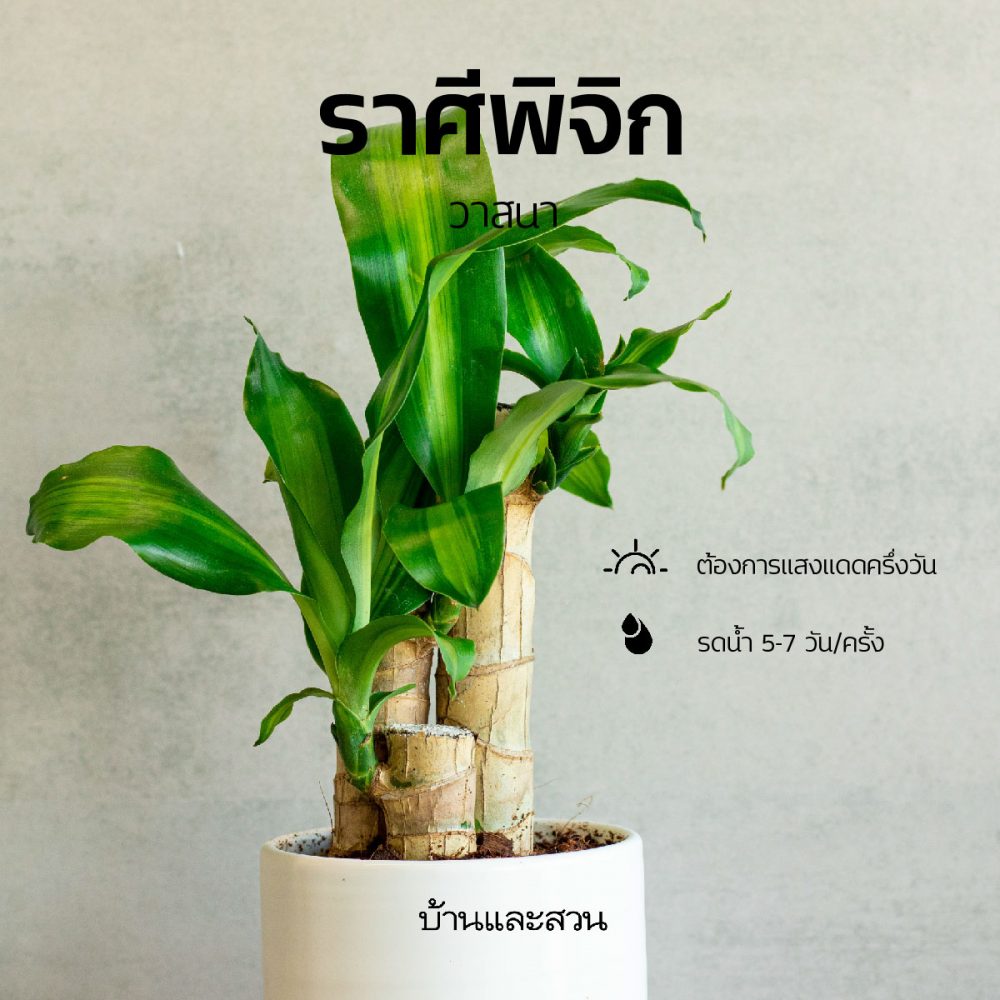 ราศีพิจิก
วาสนา
ต้องการแสงแดดครึ่งวัน
รดน้ำ 5-7 วัน/ครั้ง
บ้านและสวน